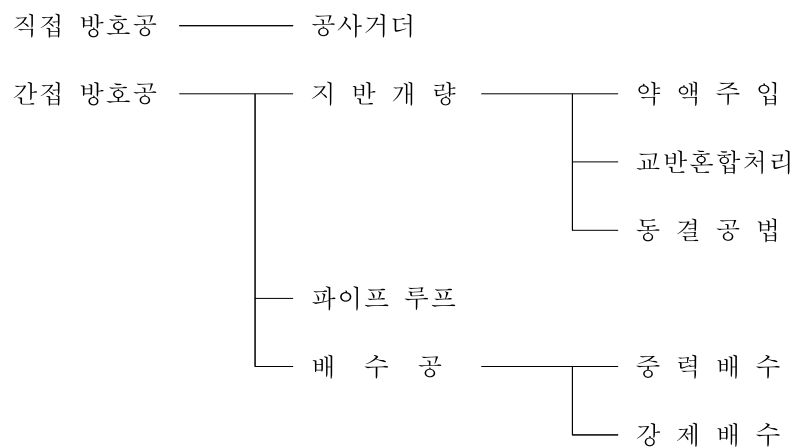 직접 방호공 공사거더
간접 방호공 지 반 개 량 약 액 주 입
교반혼합처리
동 결 공 법
파이프 루프
배 수 공 중 력 배 수
강 제 배 수